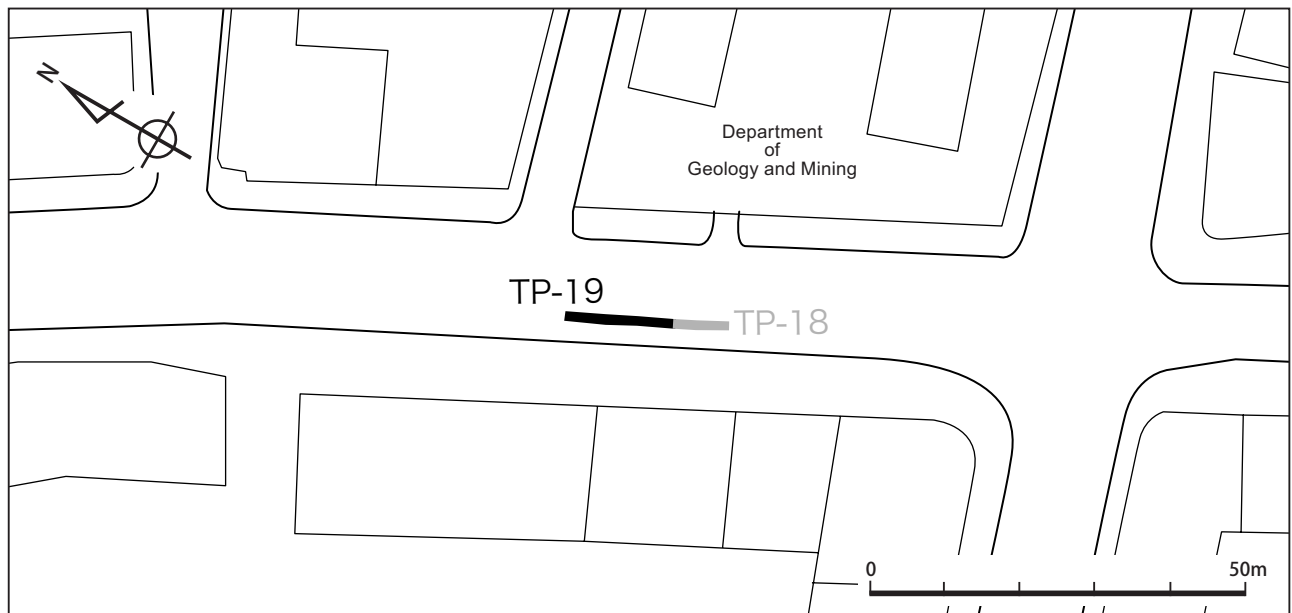 N
Department
of
Geology and Mining
TP-19
TP-18
0
50m